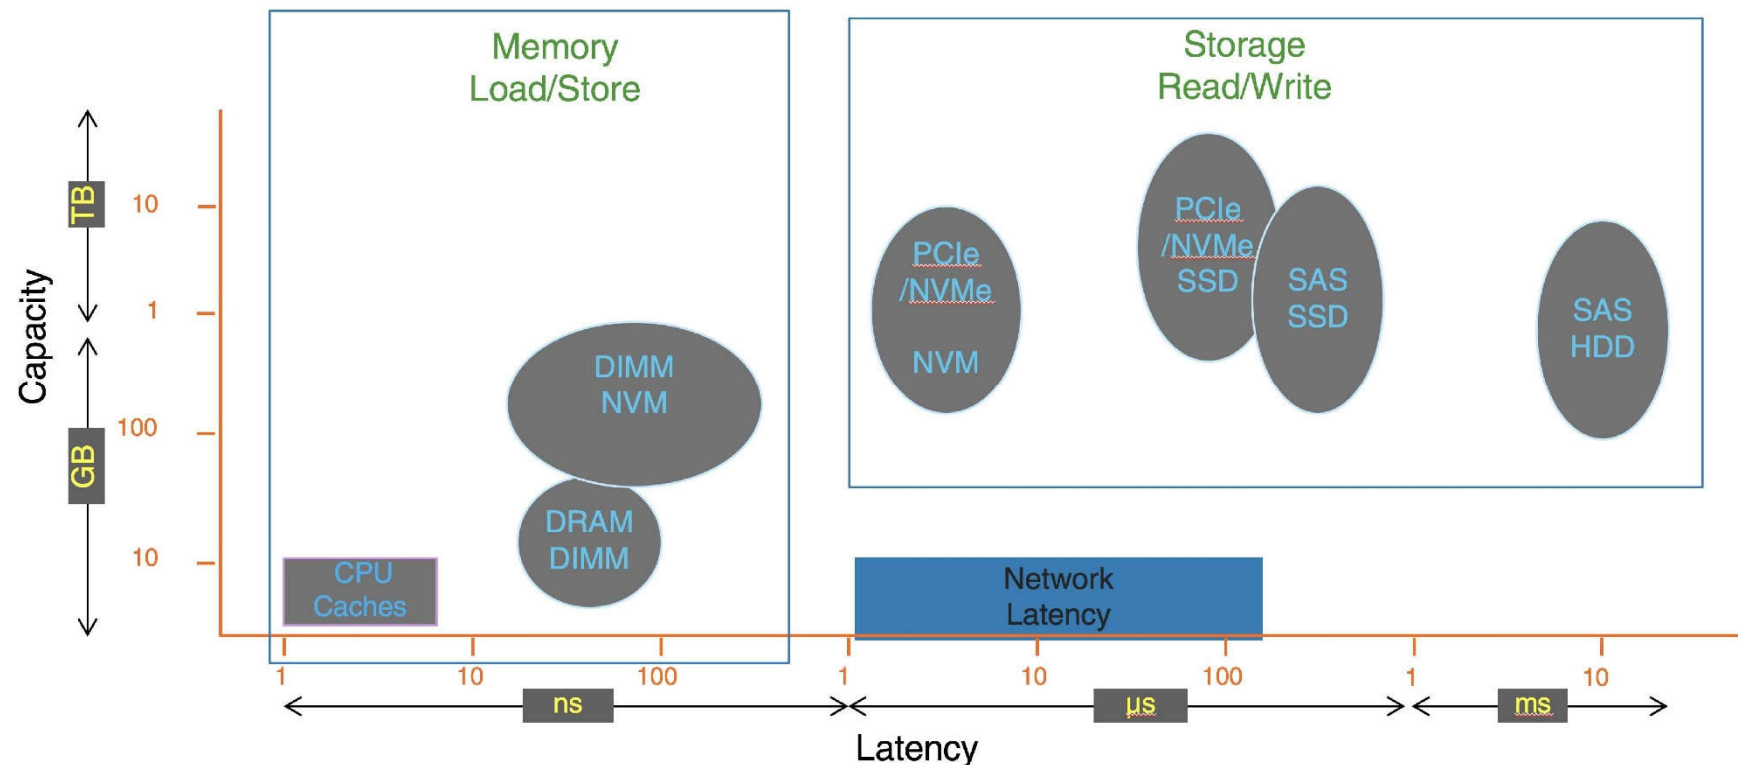 Memory
Load/Store
Storage
Read/Write
TB
10
1
Capacity
GB
100
10
PCIe
/NVMe
NVM
PCIe
/NVMe
SSD
SAS
SSD
SAS
HDD
DIMM
NVM
DRAM
DIMM
CPU
Caches
Network
Latency
1
10
100
1
10
100
1
10
ns
µs
ms
Latency